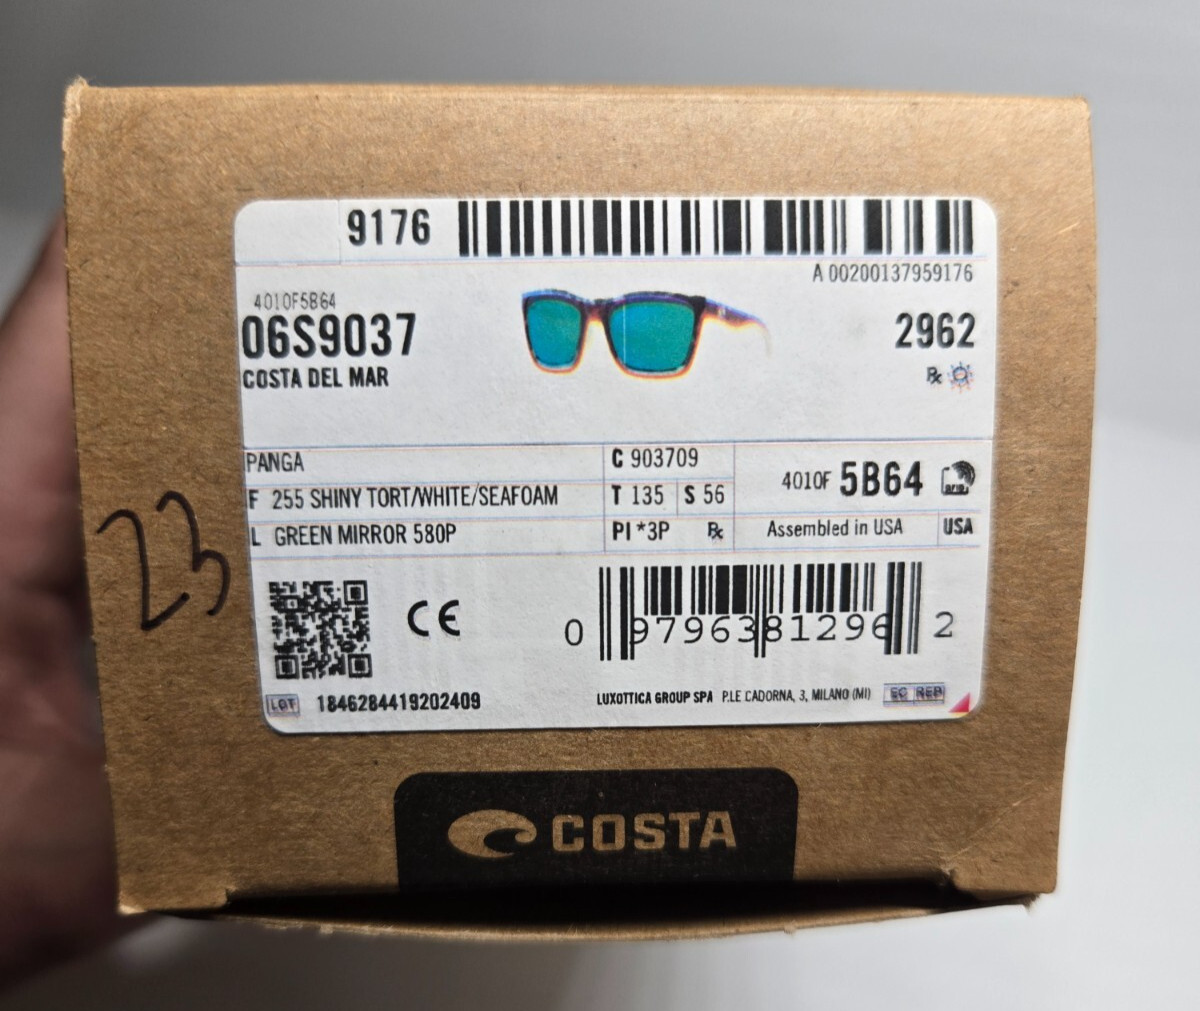 9176
A 00200137959176
4010F5B64
06S9037
COSTA DEL MAR
2962
Rx
PANGA
C 903709
F 255 SHINY TORT/WHITE/SEAFOAM
T 135 S 56
4010F 5B64
L GREEN MIRROR 580P
PI *3P Rx
Assembled in USA USA
23
CE
0 97963 81296 2
LOT 1846284419202409
LUXOTTICA GROUP SPA P.LE CADORNA, 3, MILANO (MI) EC REP
COSTA